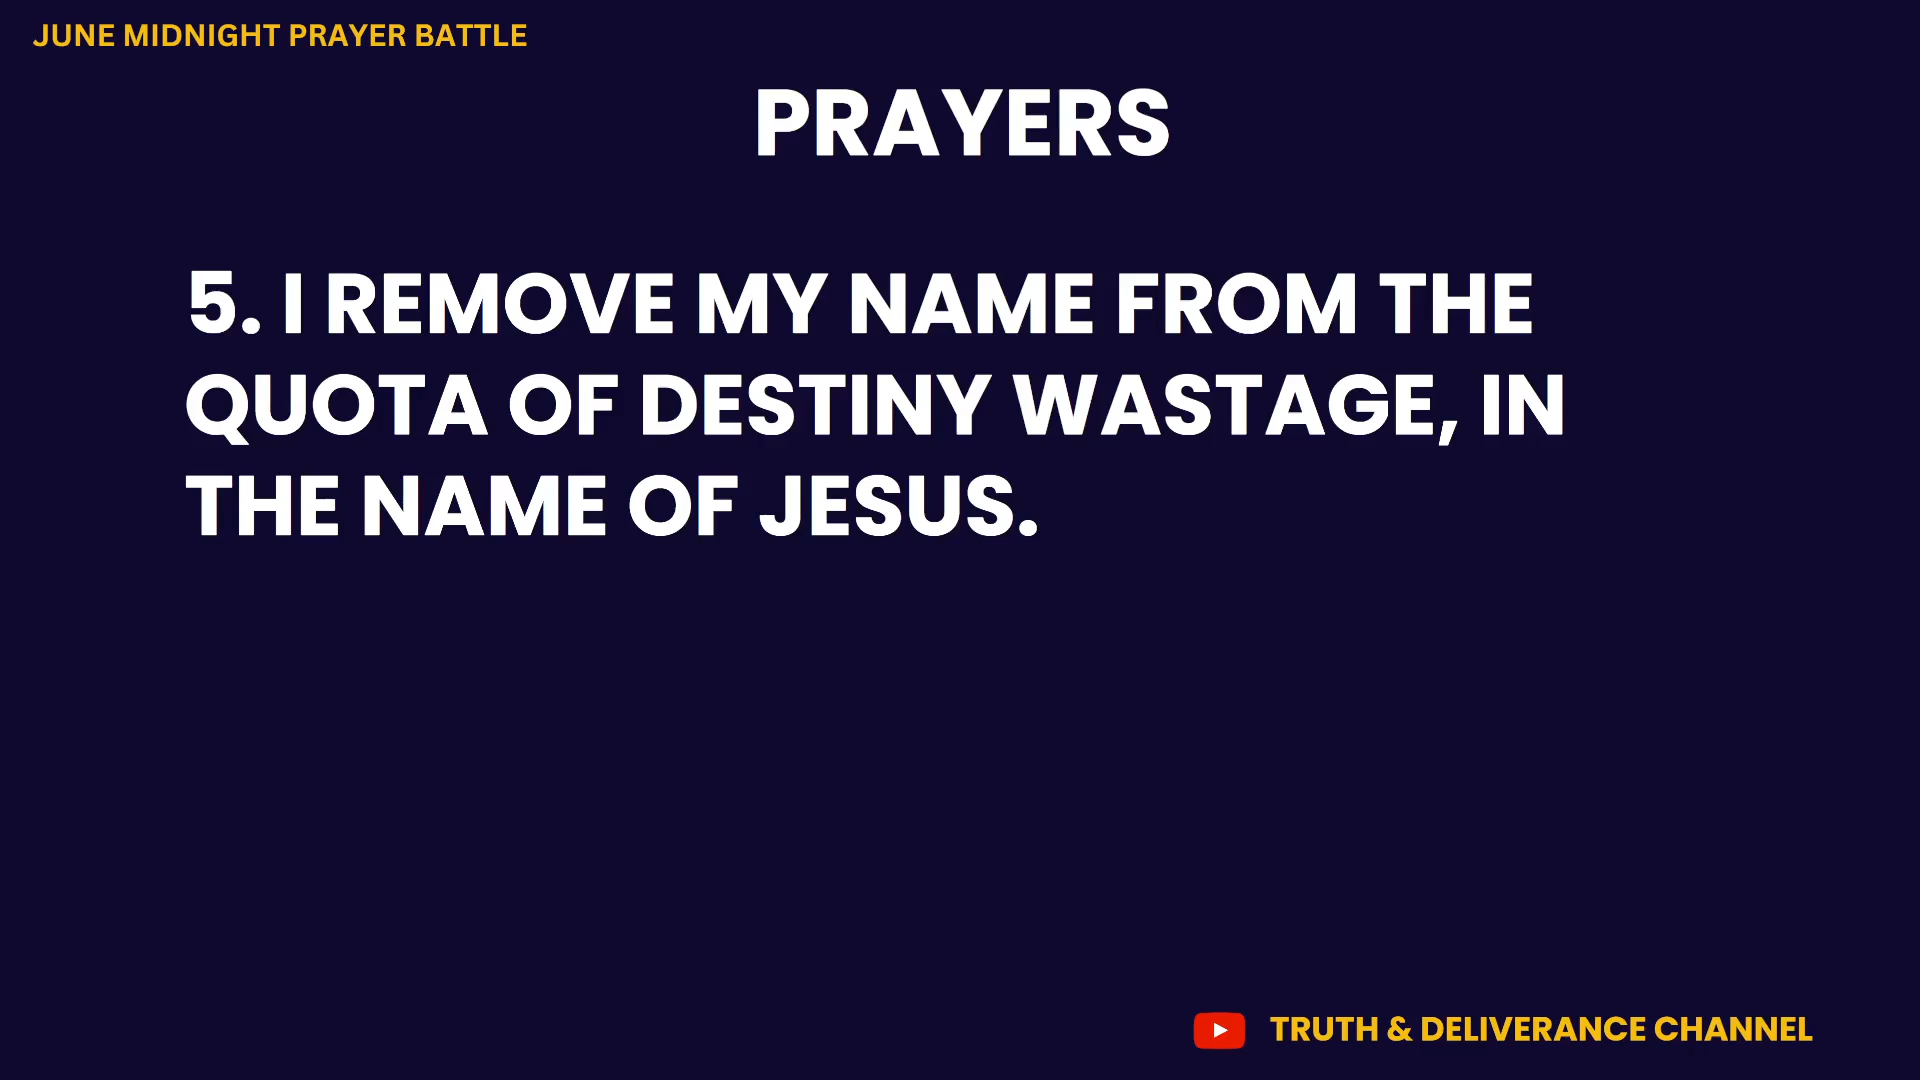 JUNE MIDNIGHT PRAYER BATTLE
PRAYERS
5. I REMOVE MY NAME FROM THE
QUOTA OF DESTINY WASTAGE, IN
THE NAME OF JESUS.
TRUTH & DELIVERANCE CHANNEL